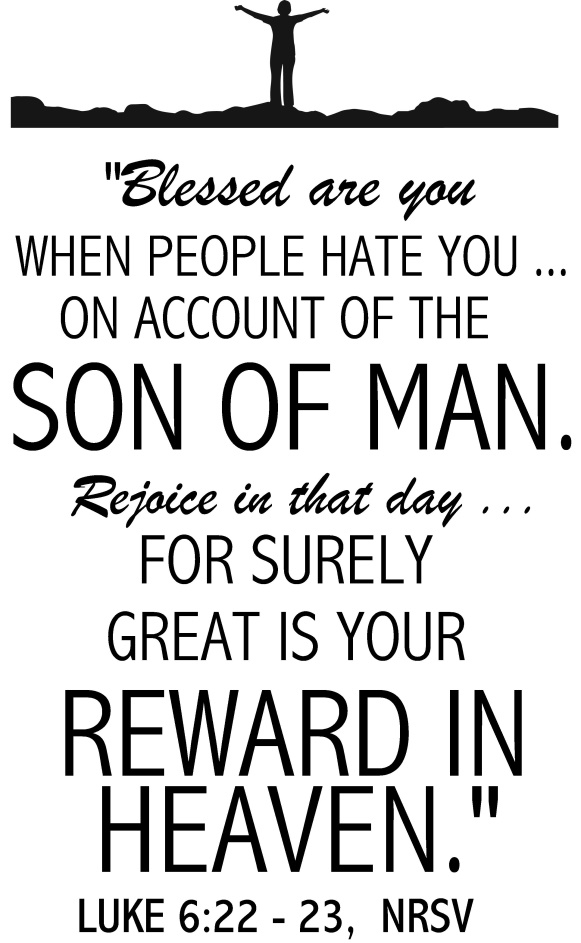 "Blessed are you
WHEN PEOPLE HATE YOU ...
ON ACCOUNT OF THE
SON OF MAN.
Rejoice in that day ...
FOR SURELY
GREAT IS YOUR
REWARD IN
HEAVEN."
LUKE 6:22 - 23, NRSV